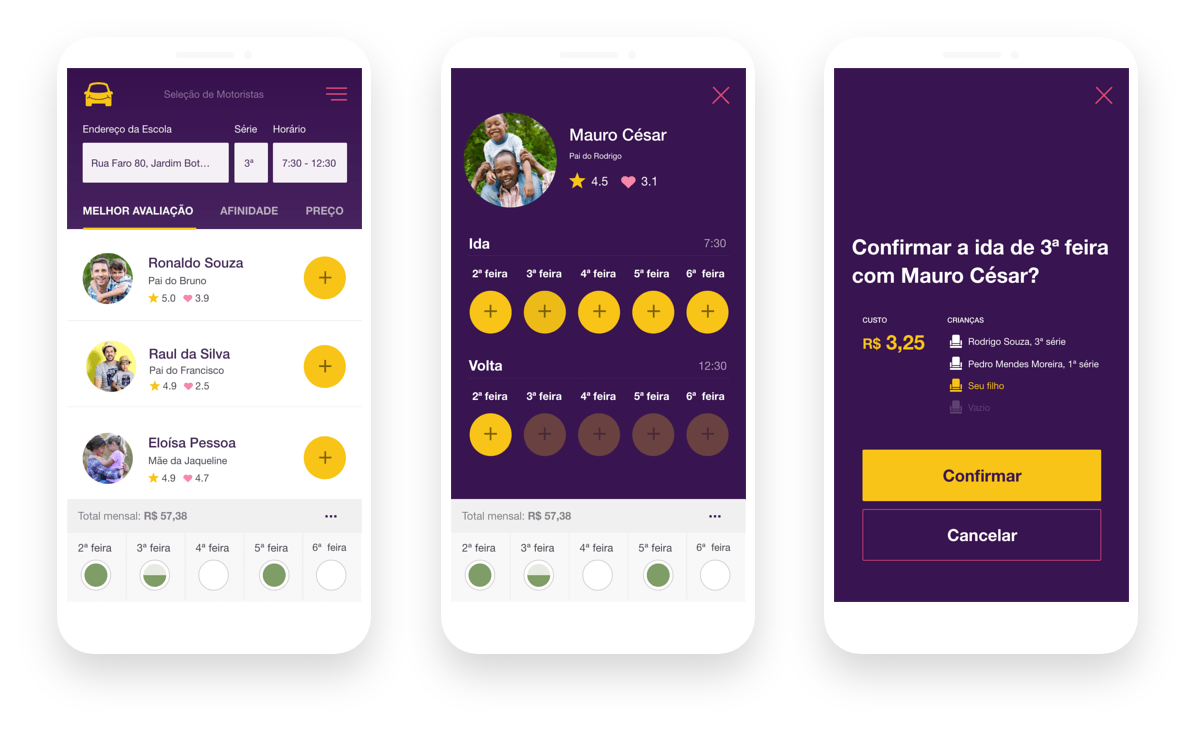 Seleção de Motoristas
Endereço da Escola Série Horário
Rua Faro 80, Jardim Bot... 3ª 7:30 - 12:30
MELHOR AVALIAÇÃO AFINIDADE PREÇO
Ronaldo Souza
Pai do Bruno
5.0 3.9
+
Raul da Silva
Pai do Francisco
4.9 2.5
+
Eloísa Pessoa
Mãe da Jaqueline
4.9 4.7
+
Total mensal: R$ 57,38 ...
2ª feira 3ª feira 4ª feira 5ª feira 6ª feira
Mauro César
Pai do Rodrigo
4.5 3.1
Ida 7:30
2ª feira 3ª feira 4ª feira 5ª feira 6ª feira
+ + + + +
Volta 12:30
2ª feira 3ª feira 4ª feira 5ª feira 6ª feira
+ + + + +
Total mensal: R$ 57,38 ...
2ª feira 3ª feira 4ª feira 5ª feira 6ª feira
Confirmar a ida de 3ª feira
com Mauro César?
CUSTO
R$ 3,25
CRIANÇAS
Rodrigo Souza, 3ª série
Pedro Mendes Moreira, 1ª série
Seu filho
Vazio
Confirmar
Cancelar